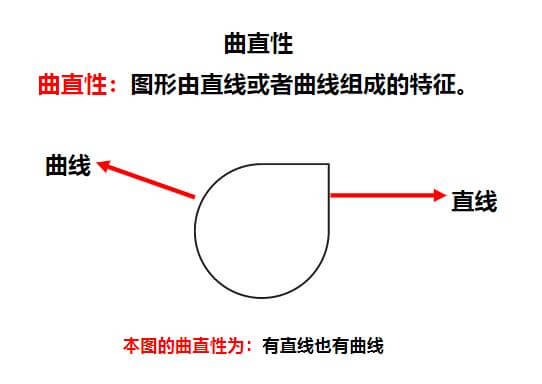 曲直性
曲直性：图形由直线或者曲线组成的特征。
曲线
直线
本图的曲直性为：有直线也有曲线